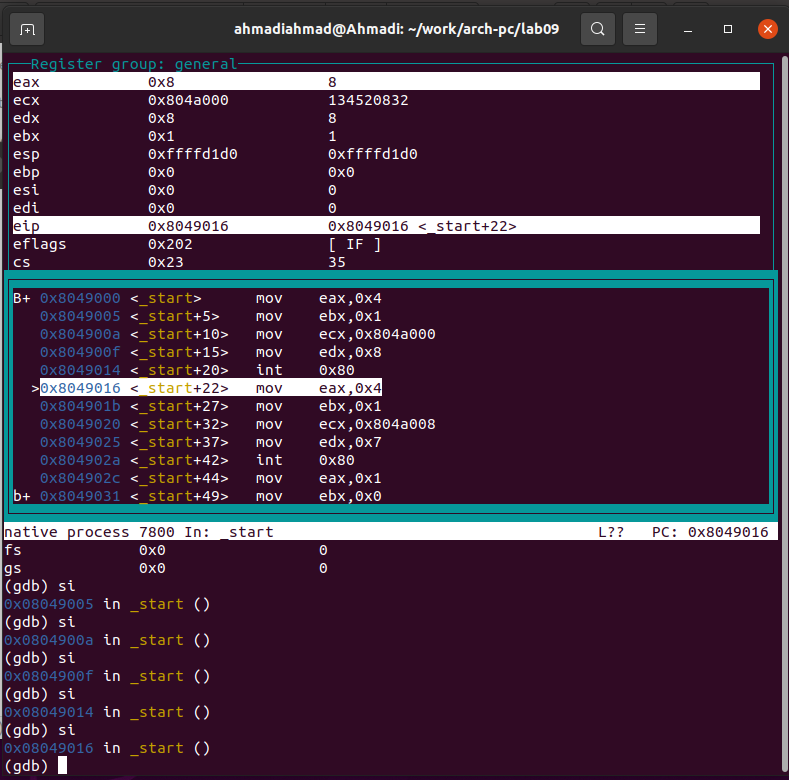 ahmadiahmad@Ahmadi: ~/work/arch-pc/lab09
Register group: general
eax 0x8 8
ecx 0x804a000 134520832
edx 0x8 8
ebx 0x1 1
esp 0xffffd1d0 0xffffd1d0
ebp 0x0 0x0
esi 0x0 0
edi 0x0 0
eip 0x8049016 0x8049016 <_start+22>
eflags 0x202 [ IF ]
cs 0x23 35
B+ 0x8049000 <_start> mov eax,0x4
0x8049005 <_start+5> mov ebx,0x1
0x804900a <_start+10> mov ecx,0x804a000
0x804900f <_start+15> mov edx,0x8
0x8049014 <_start+20> int 0x80
>0x8049016 <_start+22> mov eax,0x4
0x804901b <_start+27> mov ebx,0x1
0x8049020 <_start+32> mov ecx,0x804a008
0x8049025 <_start+37> mov edx,0x7
0x804902a <_start+42> int 0x80
0x804902c <_start+44> mov eax,0x1
b+ 0x8049031 <_start+49> mov ebx,0x0
native process 7800 In: _start L?? PC: 0x8049016
fs 0x0 0
gs 0x0 0
(gdb) si
0x08049005 in _start ()
(gdb) si
0x0804900a in _start ()
(gdb) si
0x0804900f in _start ()
(gdb) si
0x08049014 in _start ()
(gdb) si
0x08049016 in _start ()
(gdb)